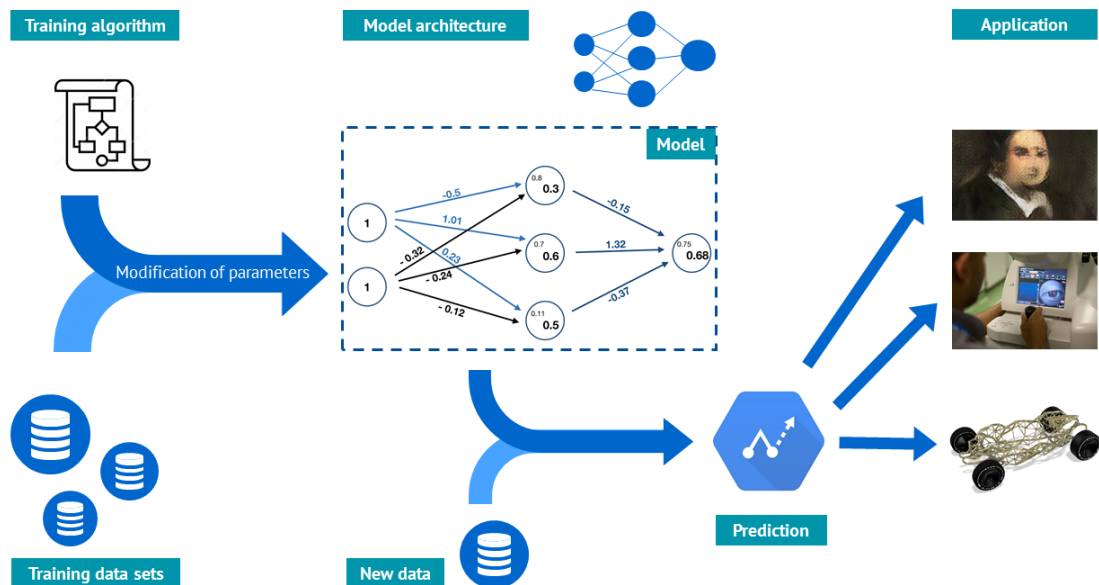 Training algorithm
Model architecture
Application
Model
Modification of parameters
1
1
-0.5
1.01
0.23
- 0.32
- 0.24
- 0.12
0.8
0.3
0.7
0.6
0.11
0.5
-0.15
1.32
-0.37
0.75
0.68
Prediction
Training data sets
New data